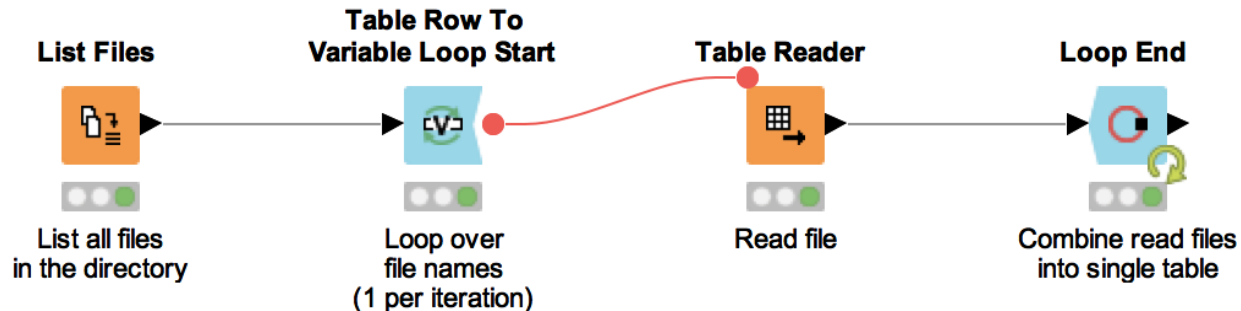 List Files
Table Row To
Variable Loop Start
Table Reader
Loop End
V
List all files
in the directory
Loop over
file names
(1 per iteration)
Read file
Combine read files
into single table